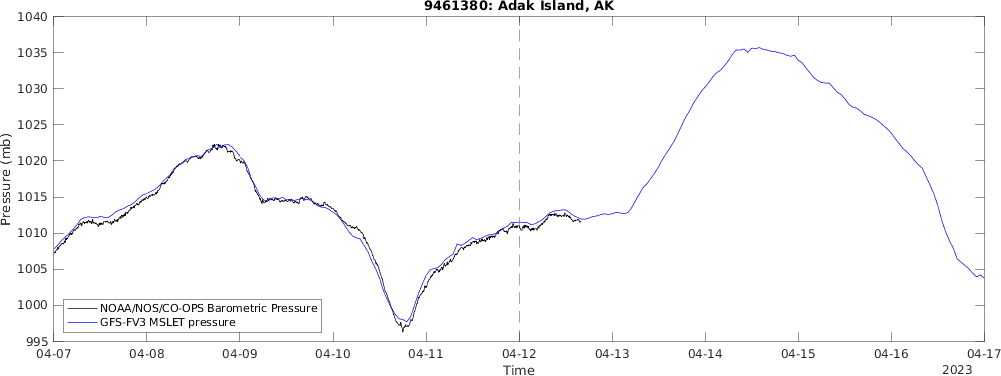 9461380: Adak Island, AK
Pressure (mb)
1040
1035
1030
1025
1020
1015
1010
1005
1000
995
NOAA/NOS/CO-OPS Barometric Pressure
GFS-FV3 MSLET pressure
04-07 04-08 04-09 04-10 04-11 04-12 04-13 04-14 04-15 04-16 04-17
Time
2023